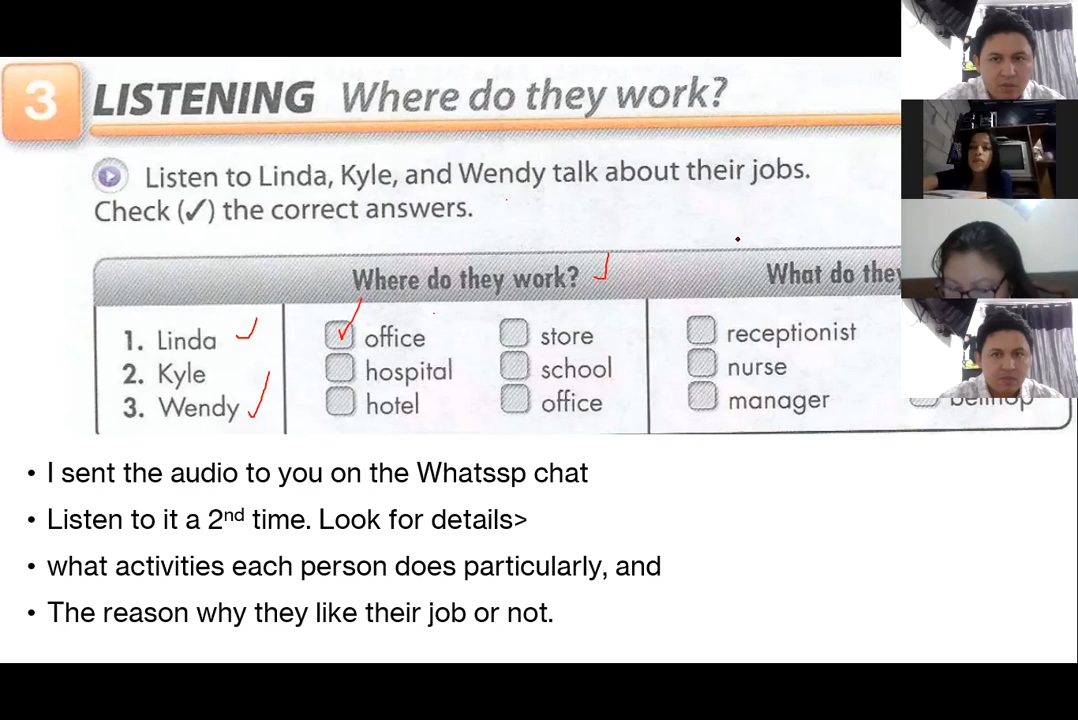 3 LISTENING Where do they work?
Listen to Linda, Kyle, and Wendy talk about their jobs.
Check (✓) the correct answers.
Where do they work? What do they
1. Linda office store receptionist
2. Kyle hospital school nurse
3. Wendy hotel office manager bellhop
• I sent the audio to you on the Whatssp chat
• Listen to it a 2nd time. Look for details>
• what activities each person does particularly, and
• The reason why they like their job or not.